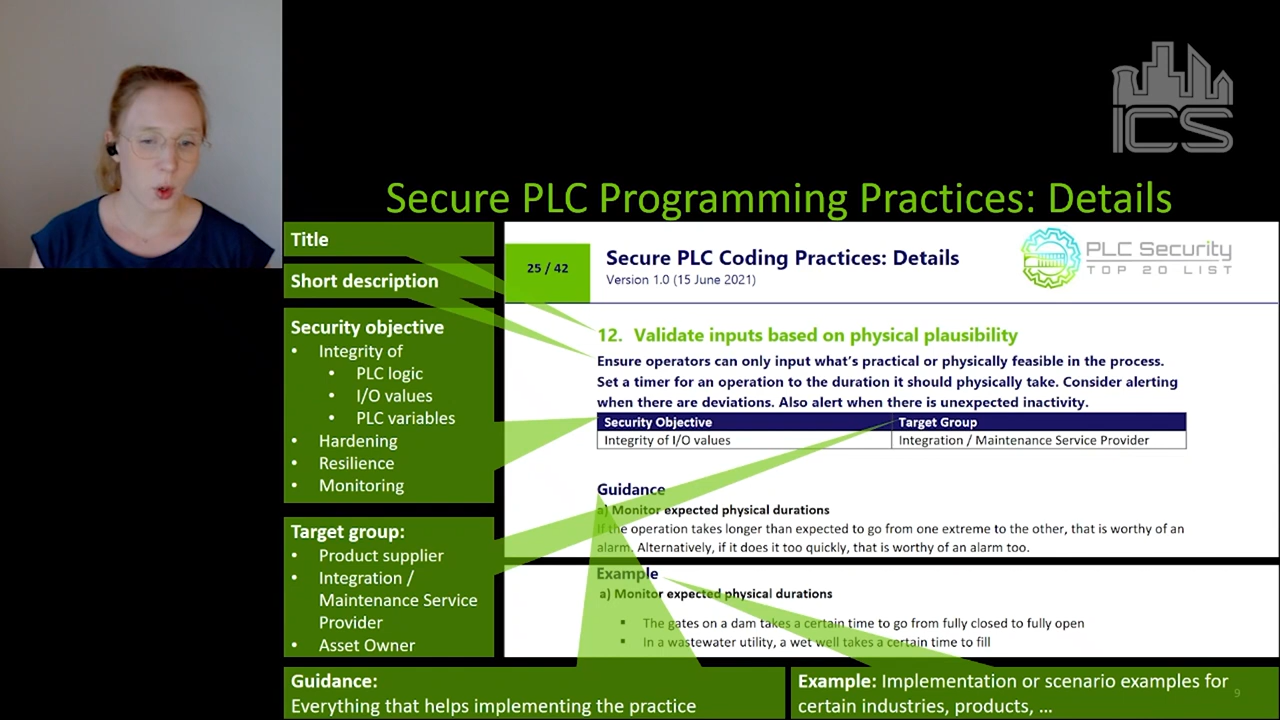 ICS
Secure PLC Programming Practices: Details
Title
Short description
Security objective
• Integrity of
• PLC logic
• I/O values
• PLC variables
• Hardening
• Resilience
• Monitoring
Target group:
• Product supplier
• Integration /
Maintenance Service
Provider
• Asset Owner
25 / 42
Secure PLC Coding Practices: Details
Version 1.0 (15 June 2021)
PLC Security
TOP 20 LIST
12. Validate inputs based on physical plausibility
Ensure operators can only input what's practical or physically feasible in the process.
Set a timer for an operation to the duration it should physically take. Consider alerting
when there are deviations. Also alert when there is unexpected inactivity.
Security Objective Target Group
Integrity of I/O values Integration / Maintenance Service Provider
Guidance
a) Monitor expected physical durations
If the operation takes longer than expected to go from one extreme to the other, that is worthy of an
alarm. Alternatively, if it does it too quickly, that is worthy of an alarm too.
Example
a) Monitor expected physical durations
▪ The gates on a dam takes a certain time to go from fully closed to fully open
▪ In a wastewater utility, a wet well takes a certain time to fill
Guidance:
Everything that helps implementing the practice
Example: Implementation or scenario examples for
certain industries, products, ...
9